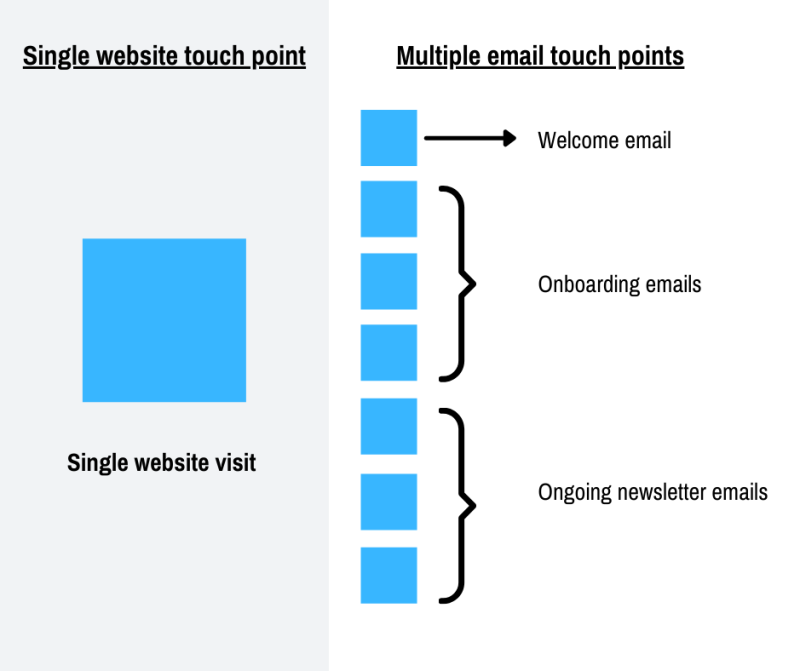 Single website touch point
Single website visit
Multiple email touch points
Welcome email
Onboarding emails
Ongoing newsletter emails